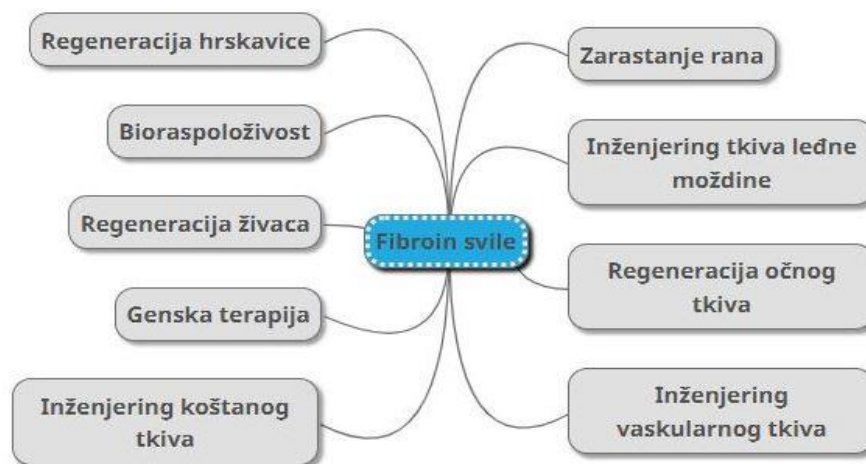 Regeneracija hrskavice
Bioraspoloživost
Regeneracija živaca
Genska terapija
Inženjering koštanog
tkiva
Fibroin svile
Zarastanje rana
Inženjering tkiva leđne
moždine
Regeneracija očnog
tkiva
Inženjering
vaskularnog tkiva